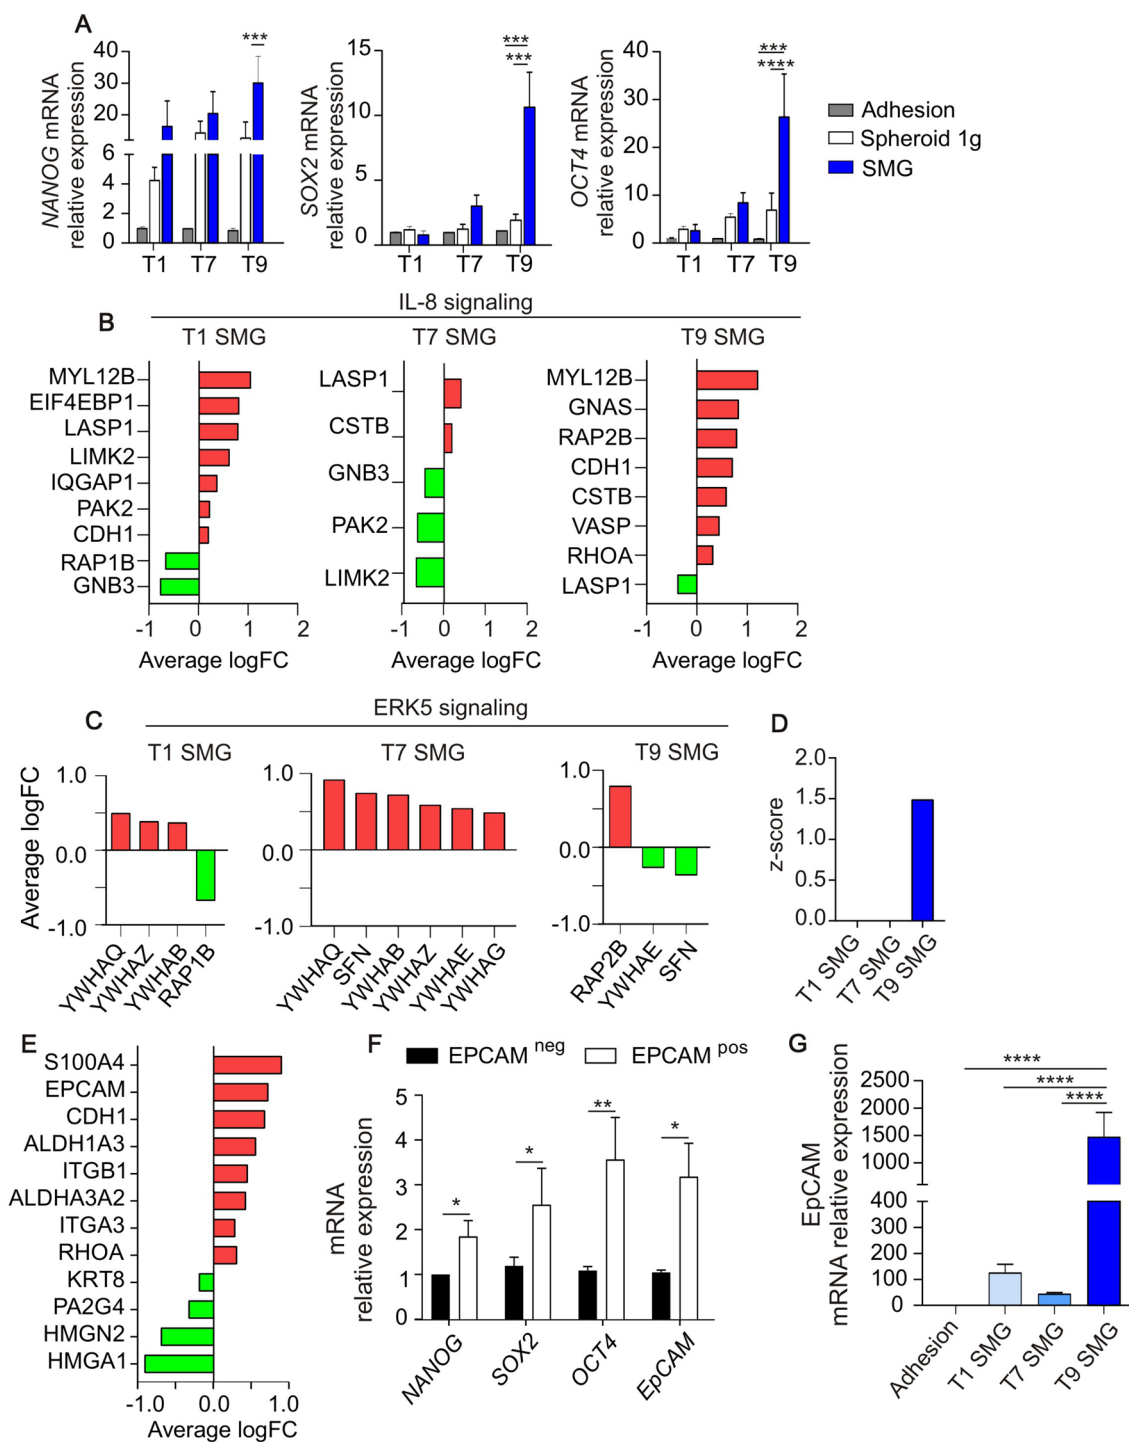 A
NANOG mRNA
relative expression
40
30
20
6
4
2
0
***
T1 T7 T9
SOX2 mRNA
relative expression
15
10
5
0
***
***
T1 T7 T9
OCT4 mRNA
relative expression
40
30
20
10
0
***
****
T1 T7 T9
Adhesion
Spheroid 1g
SMG
IL-8 signaling
B
T1 SMG
MYL12B
EIF4EBP1
LASP1
LIMK2
IQGAP1
PAK2
CDH1
RAP1B
GNB3
-1 0 1 2
Average logFC
T7 SMG
LASP1
CSTB
GNB3
PAK2
LIMK2
-1 0 1 2
Average logFC
T9 SMG
MYL12B
GNAS
RAP2B
CDH1
CSTB
VASP
RHOA
LASP1
-1 0 1 2
Average logFC
ERK5 signaling
C
Average logFC
T1 SMG
1.0
0.0
-1.0
YWHAQ
YWHAZ
YWHAB
RAP1B
T7 SMG
1.0
0.0
-1.0
YWHAQ
SFN
YWHAB
YWHAZ
YWHAE
YWHAG
T9 SMG
1.0
0.0
-1.0
RAP2B
YWHAE
SFN
D
z-score
2.0
1.5
1.0
0.5
0.0
T1 SMG
T7 SMG
T9 SMG
E
S100A4
EPCAM
CDH1
ALDH1A3
ITGB1
ALDHA3A2
ITGA3
RHOA
KRT8
PA2G4
HMGN2
HMGA1
-1.0 0.0 1.0
Average logFC
F
EPCAM neg
EPCAM pos
mRNA
relative expression
5
4
3
2
1
0
*
*
**
*
NANOG
SOX2
OCT4
EpCAM
G
EpCAM
mRNA relative expression
2500
2000
1500
1000
400
300
200
100
0
****
****
****
Adhesion
T1 SMG
T7 SMG
T9 SMG